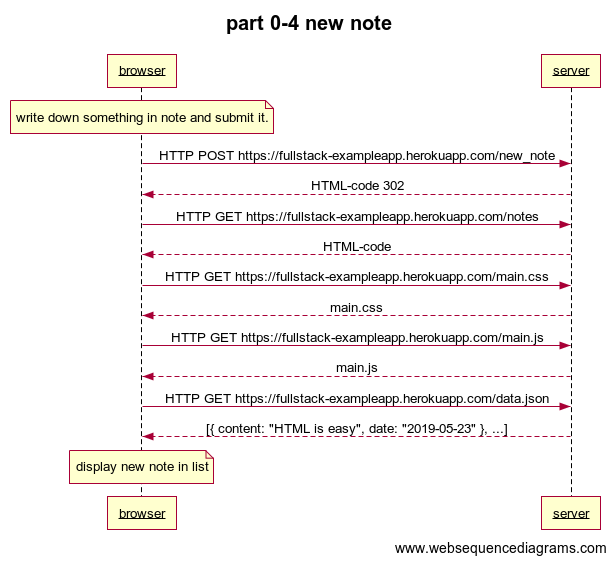 part 0-4 new note
browser
server
write down something in note and submit it.
HTTP POST https://fullstack-exampleapp.herokuapp.com/new_note
HTML-code 302
HTTP GET https://fullstack-exampleapp.herokuapp.com/notes
HTML-code
HTTP GET https://fullstack-exampleapp.herokuapp.com/main.css
main.css
HTTP GET https://fullstack-exampleapp.herokuapp.com/main.js
main.js
HTTP GET https://fullstack-exampleapp.herokuapp.com/data.json
[{ content: "HTML is easy", date: "2019-05-23" }, ...]
display new note in list
browser
server
www.websequencediagrams.com